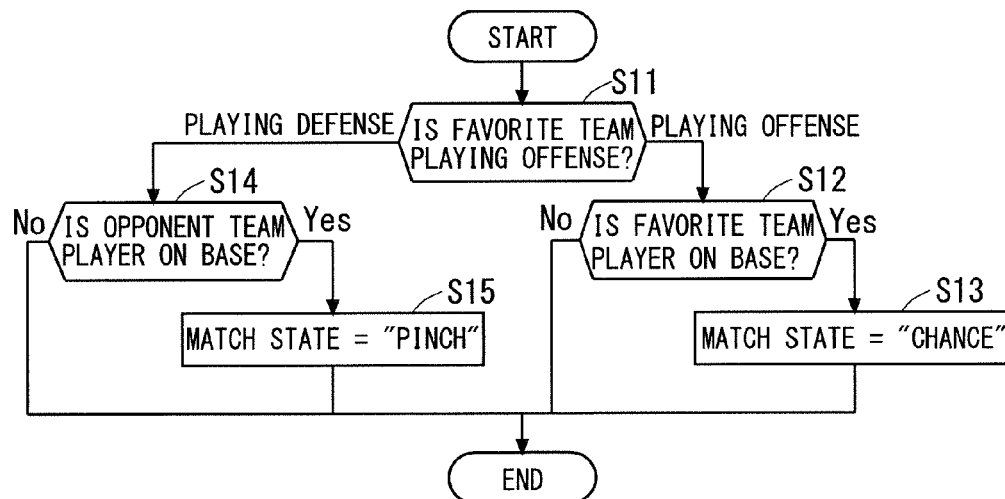 START
S11
PLAYING DEFENSE
IS FAVORITE TEAM
PLAYING OFFENSE?
PLAYING OFFENSE
S14
No
IS OPPONENT TEAM
PLAYER ON BASE?
Yes
S12
No
IS FAVORITE TEAM
PLAYER ON BASE?
Yes
S15
MATCH STATE = "PINCH"
S13
MATCH STATE = "CHANCE"
END